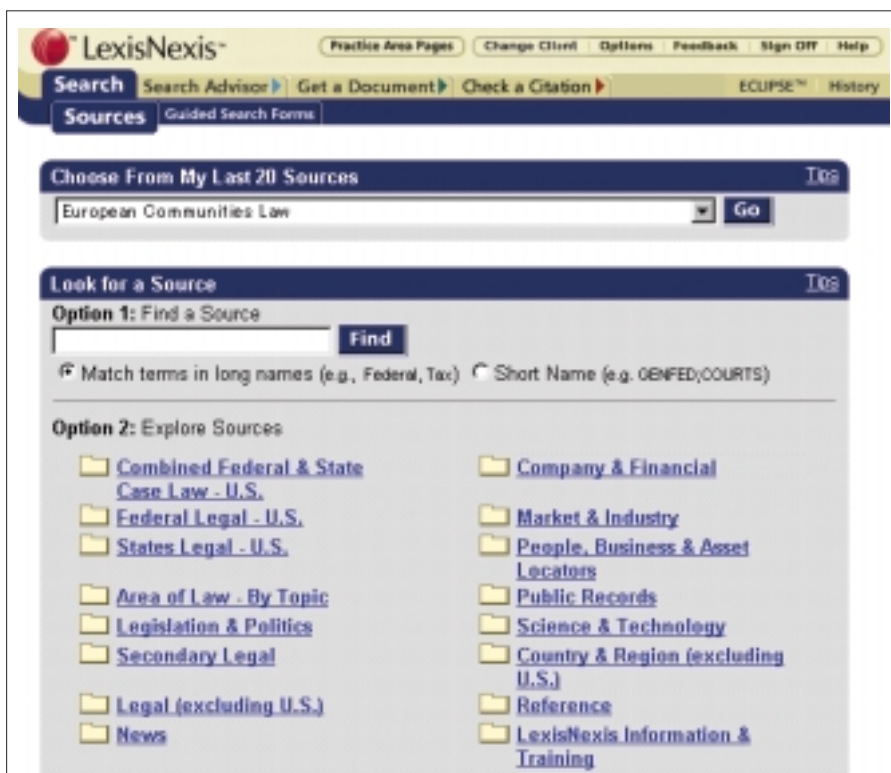 LexisNexis™
Practice Area Pages Change Client Options Feedback Sign Off Help
Search Search Advisor Get a Document Check a Citation ECLIPSE™ History
Sources Guided Search Forms
Choose From My Last 20 Sources Tips
European Communities Law Go
Look for a Source Tips
Option 1: Find a Source
Find
Match terms in long names (e.g., Federal, Tax) Short Name (e.g. GENFED;COURTS)
Option 2: Explore Sources
Combined Federal & State
Case Law - U.S.
Federal Legal - U.S.
States Legal - U.S.
Area of Law - By Topic
Legislation & Politics
Secondary Legal
Legal (excluding U.S.)
News
Company & Financial
Market & Industry
People, Business & Asset
Locators
Public Records
Science & Technology
Country & Region (excluding
U.S.)
Reference
LexisNexis Information &
Training